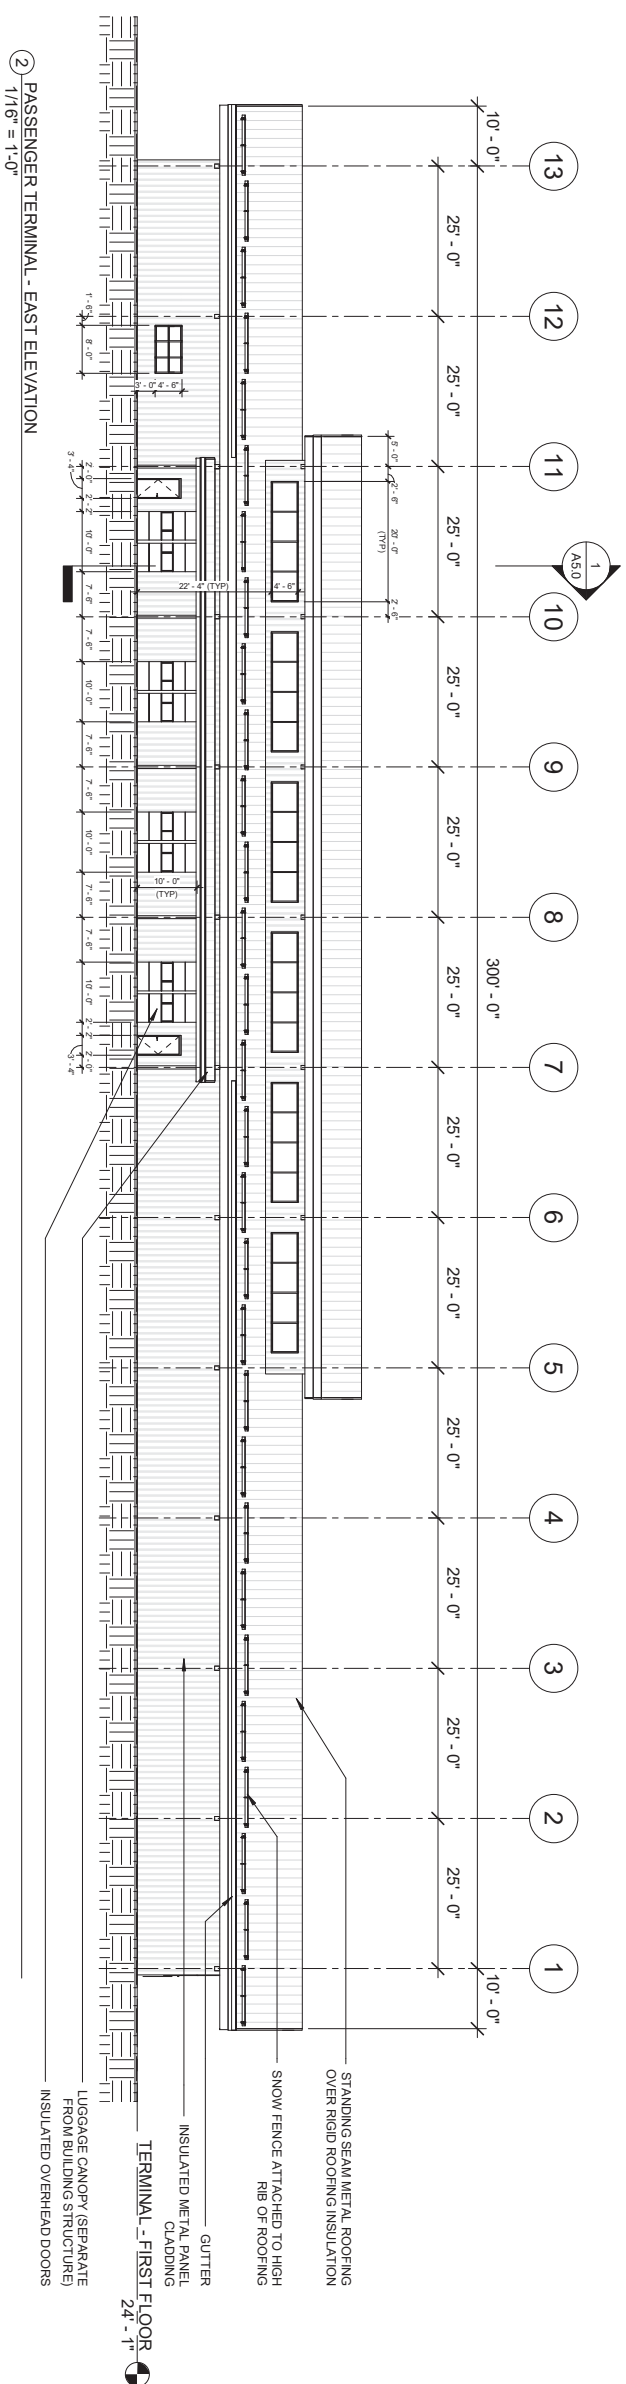 13
12
11
10
9
8
7
6
5
4
3
2
1
1
A5.0
10' - 0"
300' - 0"
10' - 0"
25' - 0"
25' - 0"
25' - 0"
25' - 0"
25' - 0"
25' - 0"
25' - 0"
25' - 0"
25' - 0"
25' - 0"
25' - 0"
25' - 0"
5' - 0"
2' - 6"
20' - 0"
(TYP)
2' - 6"
STANDING SEAM METAL ROOFING
OVER RIGID ROOFING INSULATION
4' - 6"
22' - 4" (TYP)
SNOW FENCE ATTACHED TO HIGH
RIB OF ROOFING
GUTTER
3' - 0"
4' - 6"
10' - 0"
(TYP)
INSULATED METAL PANEL
CLADDING
TERMINAL - FIRST FLOOR
24' - 1"
1' - 6"
8' - 0"
2' - 0"
3' - 4"
2' - 2"
10' - 0"
7' - 6"
7' - 6"
10' - 0"
7' - 6"
7' - 6"
10' - 0"
7' - 6"
7' - 6"
10' - 0"
2' - 2"
3' - 4"
2' - 0"
LUGGAGE CANOPY (SEPARATE
FROM BUILDING STRUCTURE)
INSULATED OVERHEAD DOORS
2
PASSENGER TERMINAL - EAST ELEVATION
1/16" = 1'-0"